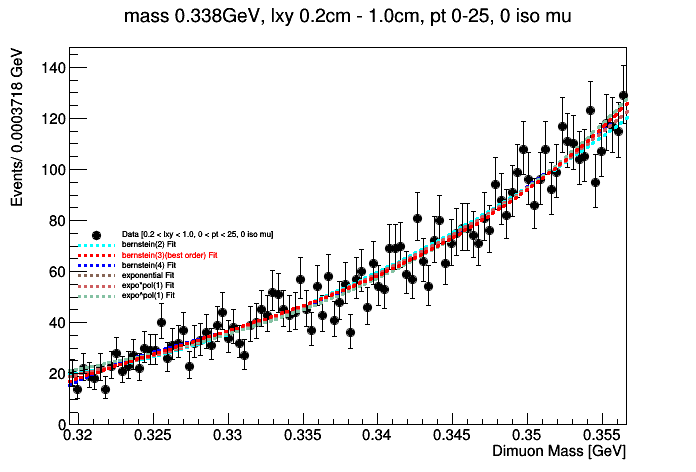 mass 0.338GeV, lxy 0.2cm - 1.0cm, pt 0-25, 0 iso mu
Events/ 0.0003718 GeV
140
120
100
80
60
40
20
0
Data [0.2 < lxy < 1.0, 0 < pt < 25, 0 iso mu]
bernstein(2) Fit
bernstein(3)(best order) Fit
bernstein(4) Fit
exponential Fit
expo*pol(1) Fit
expo*pol(1) Fit
0.32 0.325 0.33 0.335 0.34 0.345 0.35 0.355
Dimuon Mass [GeV]